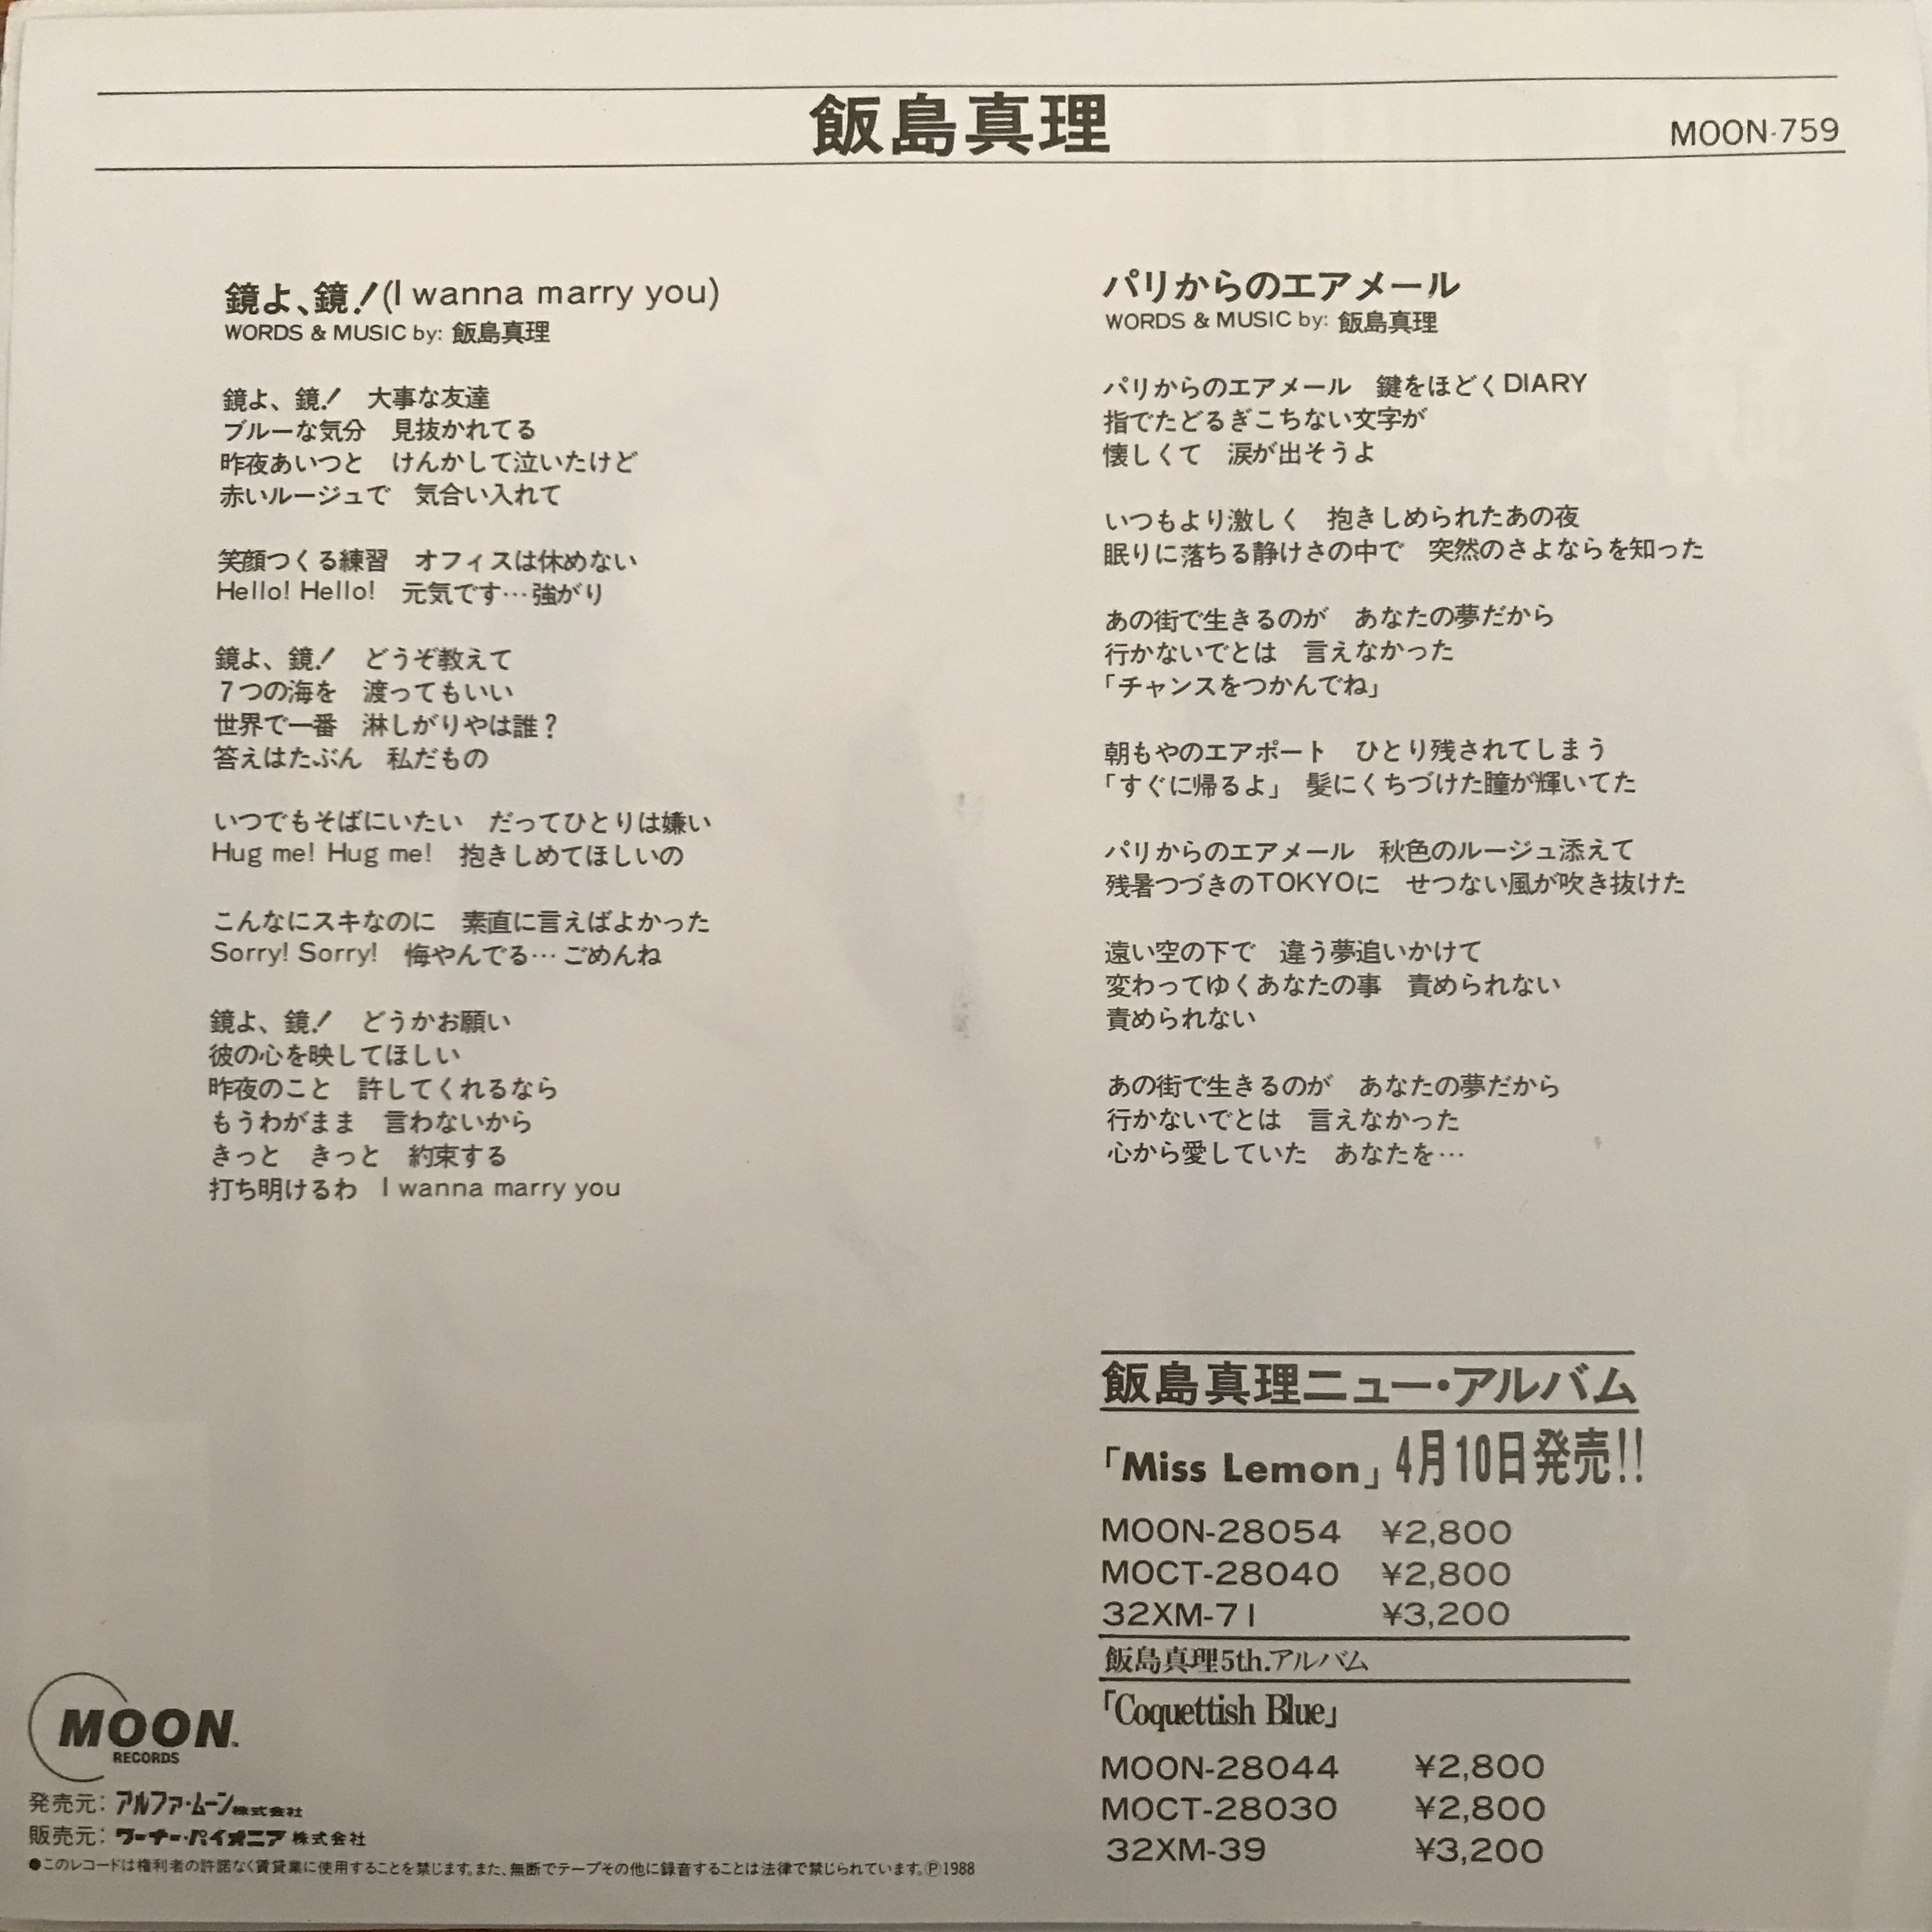 飯島真理
MOON-759
鏡よ、鏡!(I wanna marry you)
WORDS & MUSIC by: 飯島真理
鏡よ、鏡! 大事な友達
ブルーな気分 見抜かれてる
昨夜あいつと けんかして泣いたけど
赤いルージュで 気合い入れて
笑顔つくる練習 オフィスは休めない
Hello! Hello! 元気です…強がり
鏡よ、鏡! どうぞ教えて
7つの海を 渡ってもいい
世界で一番 淋しがりやは誰?
答えはたぶん 私だもの
いつでもそばにいたい だってひとりは嫌い
Hug me! Hug me! 抱きしめてほしいの
こんなにスキなのに 素直に言えばよかった
Sorry! Sorry! 悔やんでる…ごめんね
鏡よ、鏡! どうかお願い
彼の心を映してほしい
昨夜のこと 許してくれるなら
もうわがまま 言わないから
きっと きっと 約束する
打ち明けるわ I wanna marry you
パリからのエアメール
WORDS & MUSIC by: 飯島真理
パリからのエアメール 鍵をほどくDIARY
指でたどるぎこちない文字が
懐しくて 涙が出そうよ
いつもより激しく 抱きしめられたあの夜
眠りに落ちる静けさの中で 突然のさよならを知った
あの街で生きるのが あなたの夢だから
行かないでとは 言えなかった
「チャンスをつかんでね」
朝もやのエアポート ひとり残されてしまう
「すぐに帰るよ」 髪にくちづけた瞳が輝いてた
パリからのエアメール 秋色のルージュ添えて
残暑つづきのTOKYOに せつない風が吹き抜けた
遠い空の下で 違う夢追いかけて
変わってゆくあなたの事 責められない
責められない
あの街で生きるのが あなたの夢だから
行かないでとは 言えなかった
心から愛していた あなたを…
飯島真理ニュー・アルバム
「Miss Lemon」4月10日発売!!
MOON-28054 ¥2,800
MOCT-28040 ¥2,800
32XM-71 ¥3,200
飯島真理5th.アルバム
「Coquettish Blue」
MOON-28044 ¥2,800
MOCT-28030 ¥2,800
32XM-39 ¥3,200
MOON
RECORDS
発売元:アルファ・ムーン株式会社
販売元:ワーナー・パイオニア株式会社
●このレコードは権利者の許諾なく賃貸業に使用することを禁じます。また、無断でテープその他に録音することは法律で禁じられています。Ⓟ1988